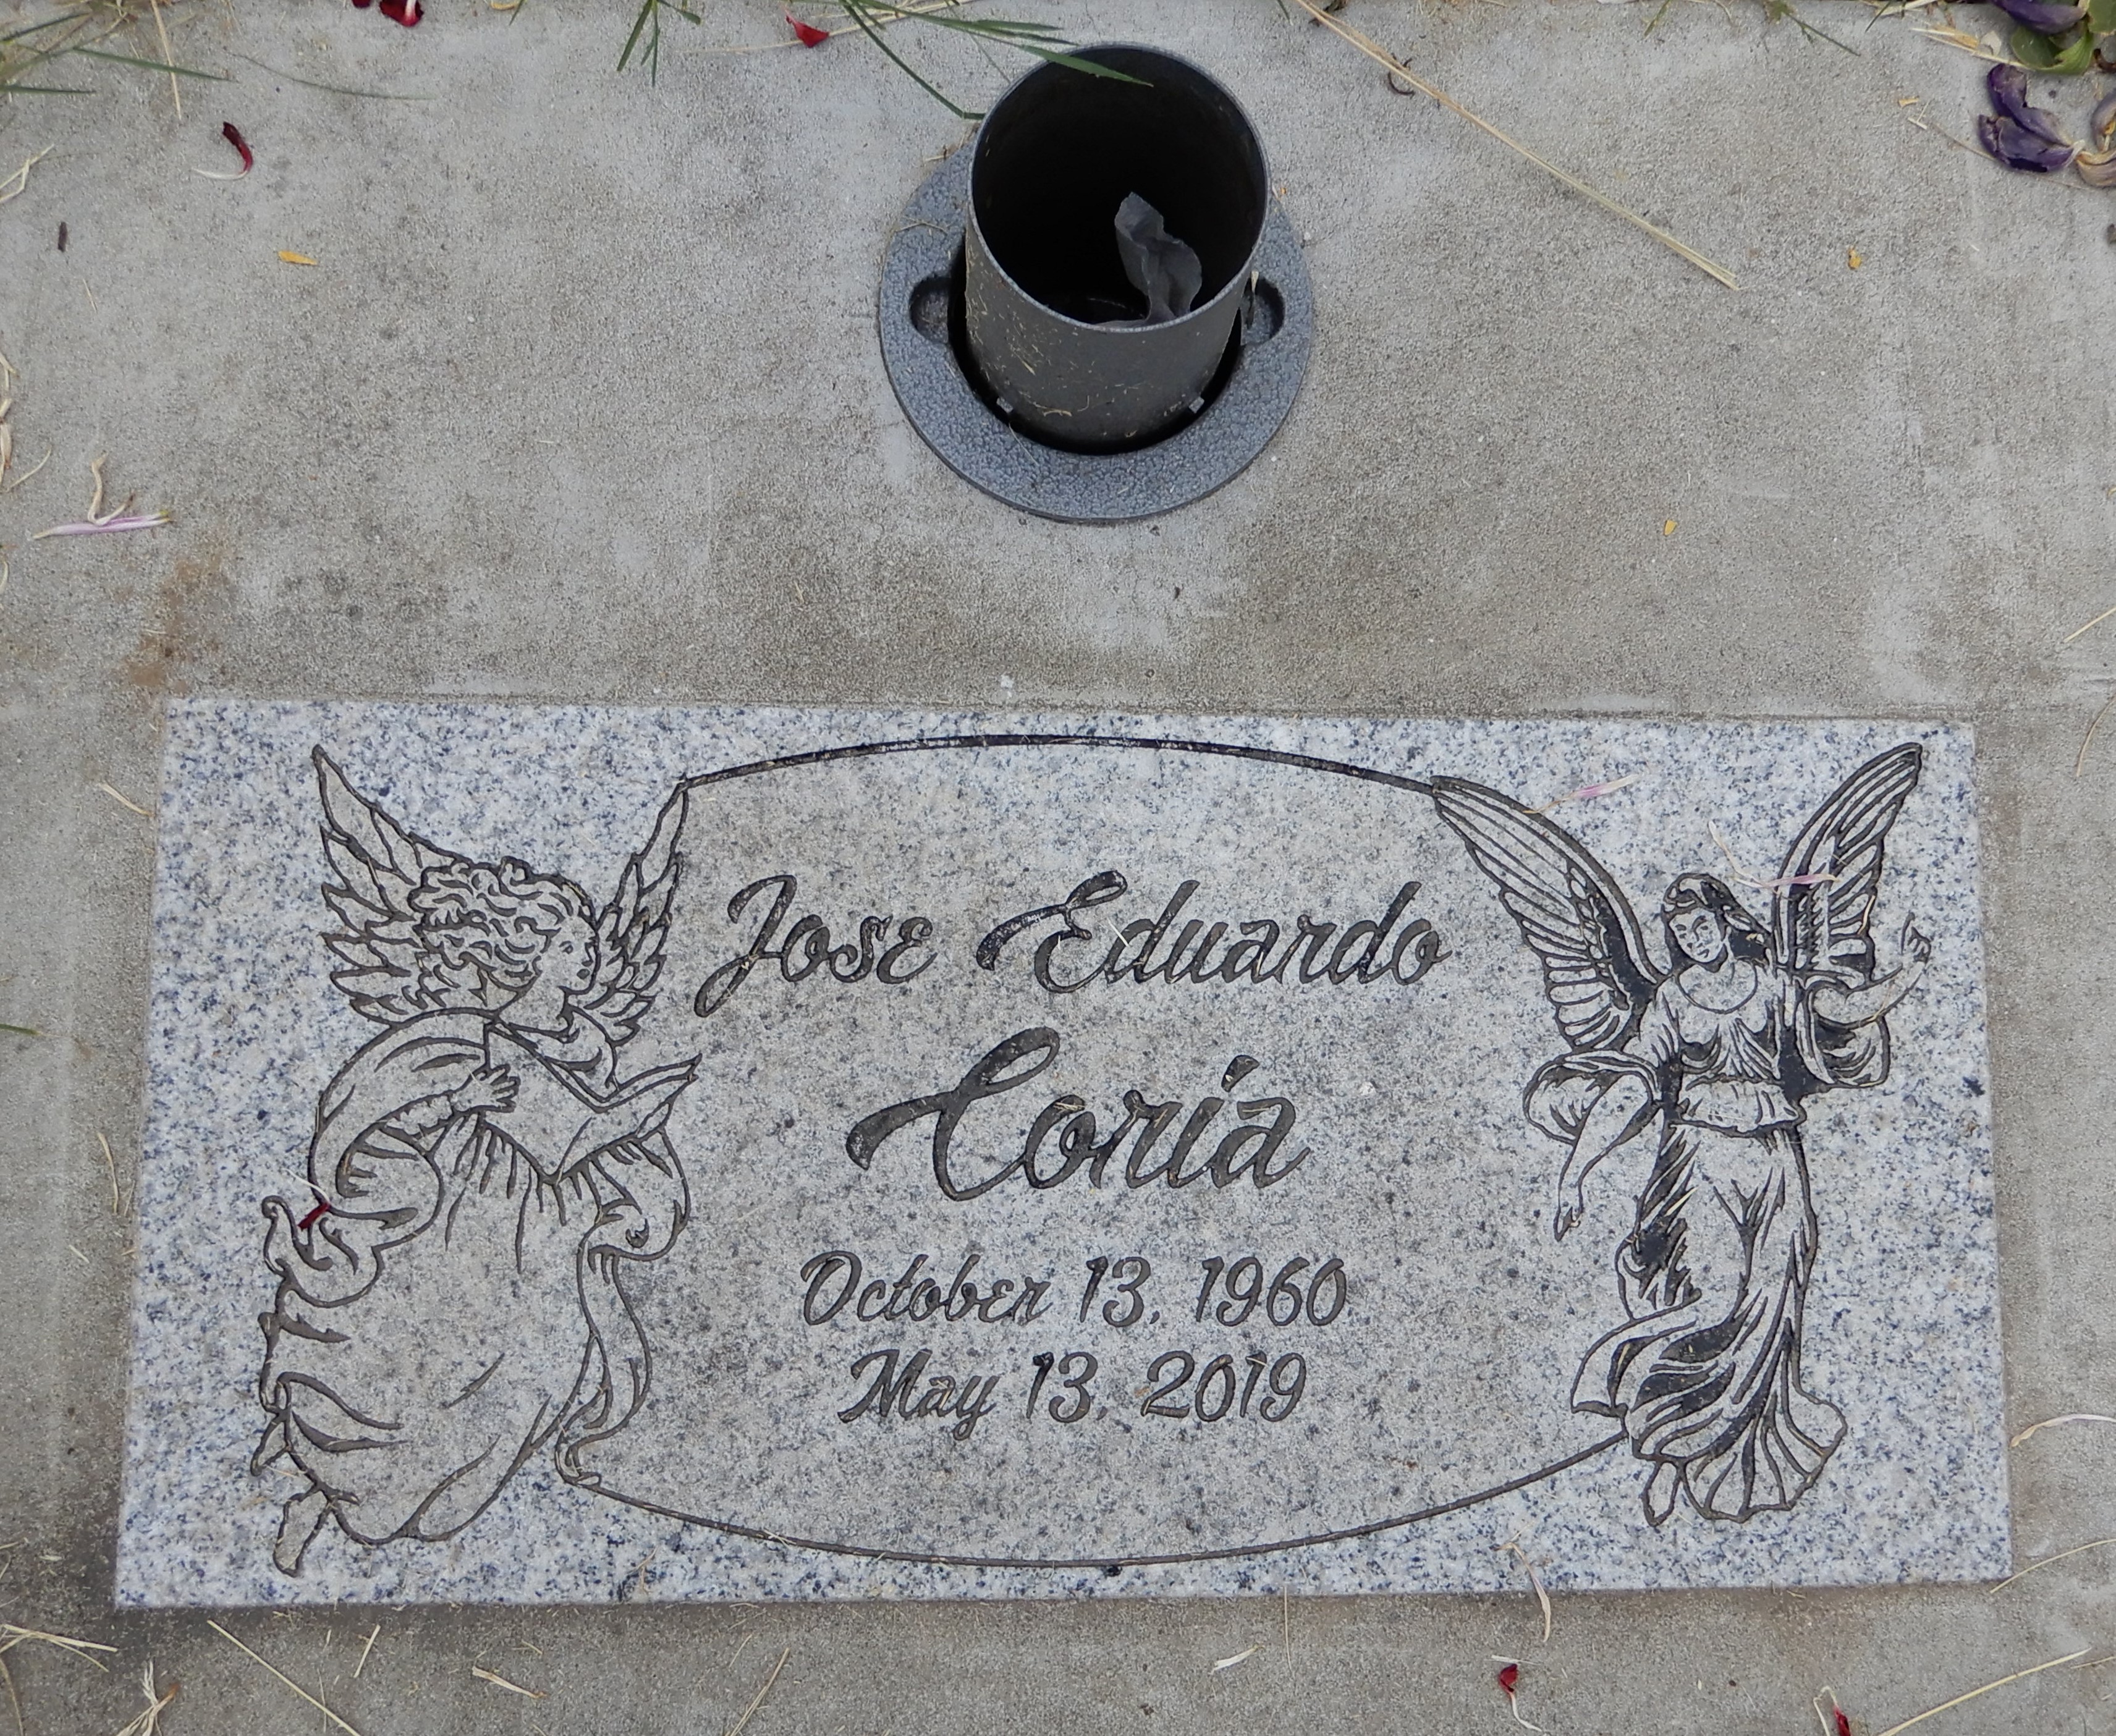 Jose Eduardo
Coria
October 13, 1960
May 13, 2019